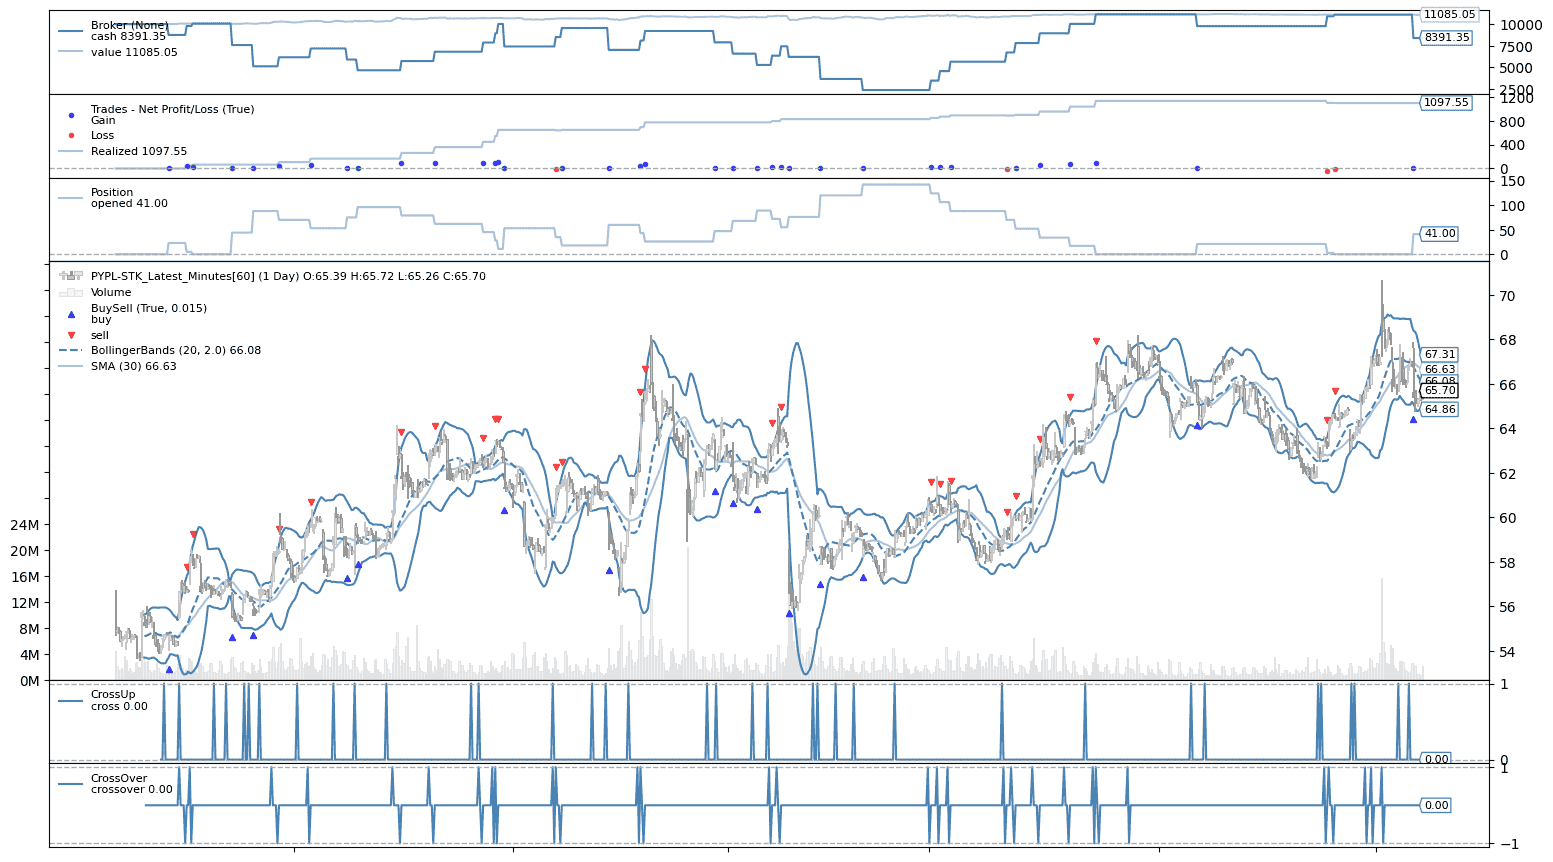 Broker (None)
cash 8391.35
value 11085.05
11085.05
10000
8391.35
7500
5000
2500
Trades - Net Profit/Loss (True)
Gain
Loss
Realized 1097.55
1200
1097.55
800
400
0
Position
opened 41.00
150
100
50
41.00
0
PYPL-STK_Latest_Minutes[60] (1 Day) O:65.39 H:65.72 L:65.26 C:65.70
Volume
BuySell (True, 0.015)
buy
sell
BollingerBands (20, 2.0) 66.08
SMA (30) 66.63
70
68
67.31
66.63
66.08
66
65.70
64.86
64
62
60
58
56
54
24M
20M
16M
12M
8M
4M
0M
CrossUp
cross 0.00
1
0.00
0
CrossOver
crossover 0.00
1
0.00
−1